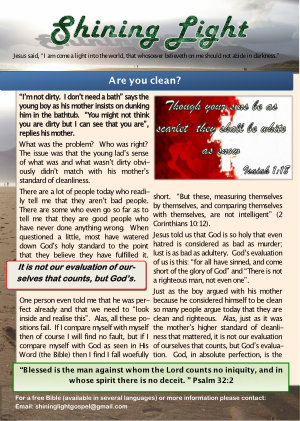 Shining Light
Jesus said, "I am come a light into the world, that whosoever believeth on me should not abide in darkness."
Are you clean?
"I'm not dirty. I don't need a bath" says the
young boy as his mother insists on dunking
him in the bathtub. "You might not think
you are dirty but I can see that you are",
replies his mother.
What was the problem? Who was right?
The issue was that the young lad's sense
of what was and what wasn't dirty obvi-
ously didn't match with his mother's
standard of cleanliness.
There are a lot of people today who readi-
ly tell me that they aren't bad people.
There are some who even go so far as to
tell me that they are good people who
have never done anything wrong. When
questioned a little, most have watered
down God's holy standard to the point
that they believe they have fulfilled it.
It is not our evaluation of our-
selves that counts, but God's.
One person even told me that he was per-
fect already and that we need to "look
inside and realise this". Alas, all these po-
sitions fail. If I compare myself with myself
then of course I will find no fault, but if I
compare myself with God as seen in His
Word (the Bible) then I find I fall woefully
Though your sins be as
scarlet they shall be white
as snow
Isaiah 1:18
short. "But these, measuring themselves
by themselves, and comparing themselves
with themselves, are not intelligent" (2
Corinthians 10:12).
Jesus told us that God is so holy that even
hatred is considered as bad as murder;
lust is as bad as adultery. God's evaluation
of us is this: "for all have sinned, and come
short of the glory of God" and "There is not
a righteous man, not even one".
Just as the boy argued with his mother
because he considered himself to be clean
so many people argue today that they are
clean and righteous. Alas, just as it was
the mother's higher standard of cleanli-
ness that mattered, it is not our evaluation
of ourselves that counts, but God's evalua-
tion. God, in absolute perfection, is the
"Blessed is the man against whom the Lord counts no iniquity, and in
whose spirit there is no deceit. " Psalm 32:2
For a free Bible (available in several languages) or more information please contact:
Email: shininglightgospel@gmail.com